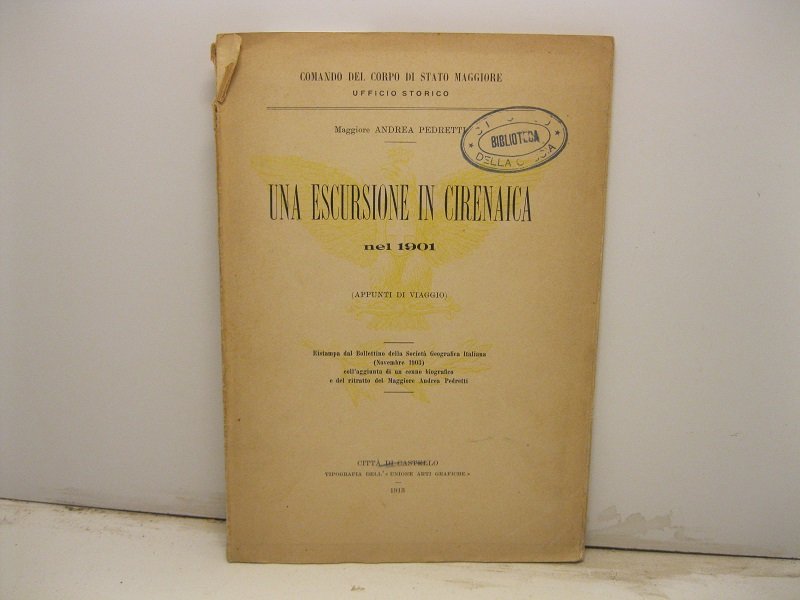 COMANDO DEL CORPO DI STATO MAGGIORE
UFFICIO STORICO
Maggiore ANDREA PEDRETTI
BIBLIOTECA
DELLA
UNA ESCURSIONE IN CIRENAICA
nel 1901
(APPUNTI DI VIAGGIO)
Ristampa dal Bollettino della Società Geografica Italiana
(Novembre 1903)
coll'aggiunta di un cenno biografico
e del ritratto del Maggiore Andrea Pedretti
CITTÀ DI CASTELLO
TIPOGRAFIA DELL'«UNIONE ARTI GRAFICHE»
1913